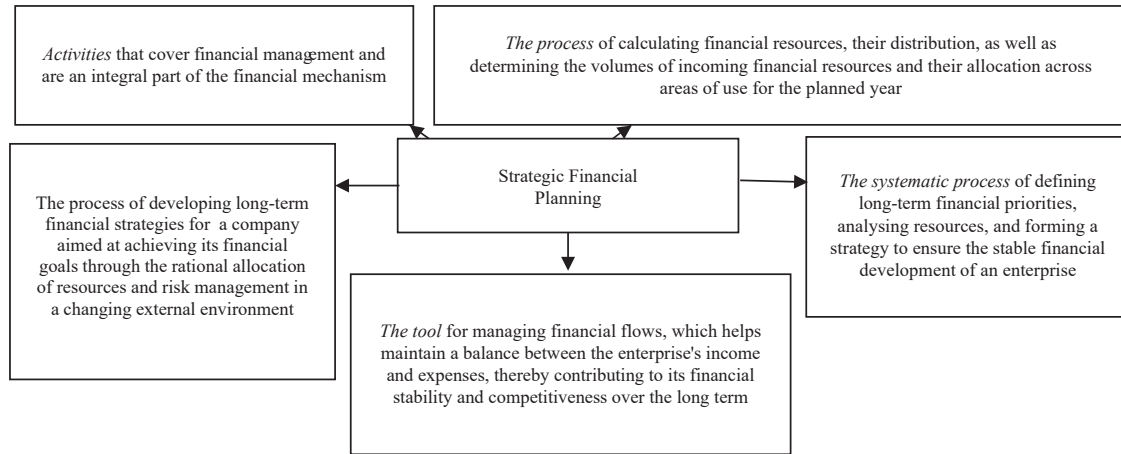 Activities that cover financial management and
are an integral part of the financial mechanism
The process of calculating financial resources, their distribution, as well as
determining the volumes of incoming financial resources and their allocation across
areas of use for the planned year
Strategic Financial
Planning
The process of developing long-term
financial strategies for a company
aimed at achieving its financial
goals through the rational allocation
of resources and risk management in
a changing external environment
The systematic process of defining
long-term financial priorities,
analysing resources, and forming a
strategy to ensure the stable financial
development of an enterprise
The tool for managing financial flows, which helps
maintain a balance between the enterprise's income
and expenses, thereby contributing to its financial
stability and competitiveness over the long term